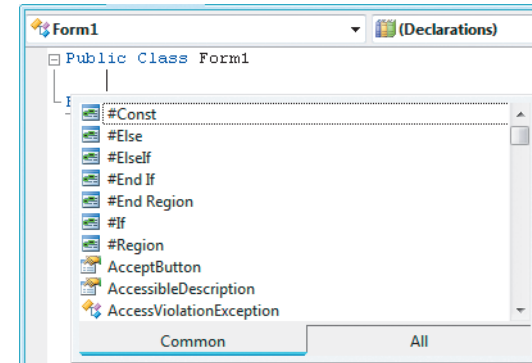 Form1
(Declarations)
Public Class Form1
#Const
#Else
#ElseIf
#End If
#End Region
#If
#Region
AcceptButton
AccessibleDescription
AccessViolationException
Common
All